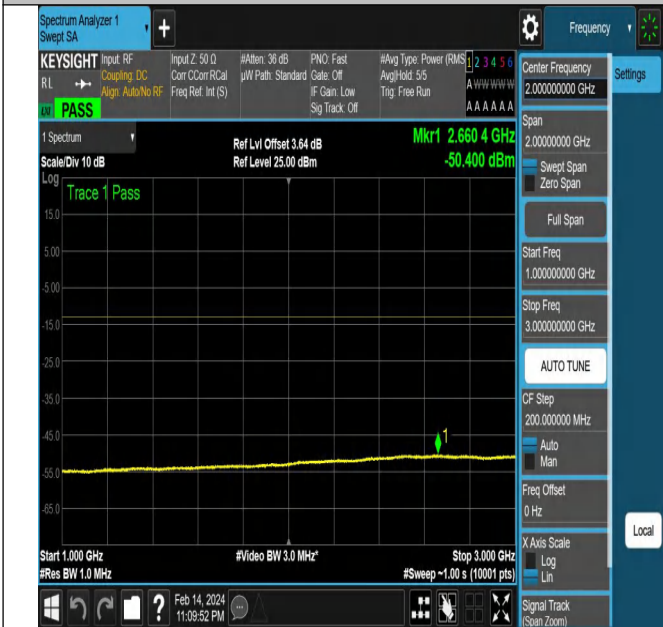 Spectrum Analyzer 1
Swept SA
+
Frequency
KEYSIGHT
RL
PASS
Input: RF
Coupling: DC
Align: Auto/No RF
Input Z: 50 Ω
Corr CCorr RCal
Freq Ref: Int (S)
#Atten: 36 dB
µW Path: Standard
PNO: Fast
Gate: Off
IF Gain: Low
Sig Track: Off
#Avg Type: Power (RMS
Avg|Hold: 5/5
Trig: Free Run
1 2 3 4 5 6
A W W W W W
A A A A A A
1 Spectrum
Scale/Div 10 dB
Ref Lvl Offset 3.64 dB
Ref Level 25.00 dBm
Mkr1 2.660 4 GHz
-50.400 dBm
Log
Trace 1 Pass
15.0
5.00
-5.00
-15.0
-25.0
-35.0
-45.0
-55.0
-65.0
1
Start 1.000 GHz
#Video BW 3.0 MHz*
Stop 3.000 GHz
#Res BW 1.0 MHz
#Sweep ~1.00 s (10001 pts)
Feb 14, 2024
11:09:52 PM
Center Frequency
2.00000000 GHz
Settings
Span
2.00000000 GHz
Swept Span
Zero Span
Full Span
Start Freq
1.000000000 GHz
Stop Freq
3.000000000 GHz
AUTO TUNE
CF Step
200.000000 MHz
Auto
Man
Freq Offset
0 Hz
Local
X Axis Scale
Log
Lin
Signal Track
(Span Zoom)